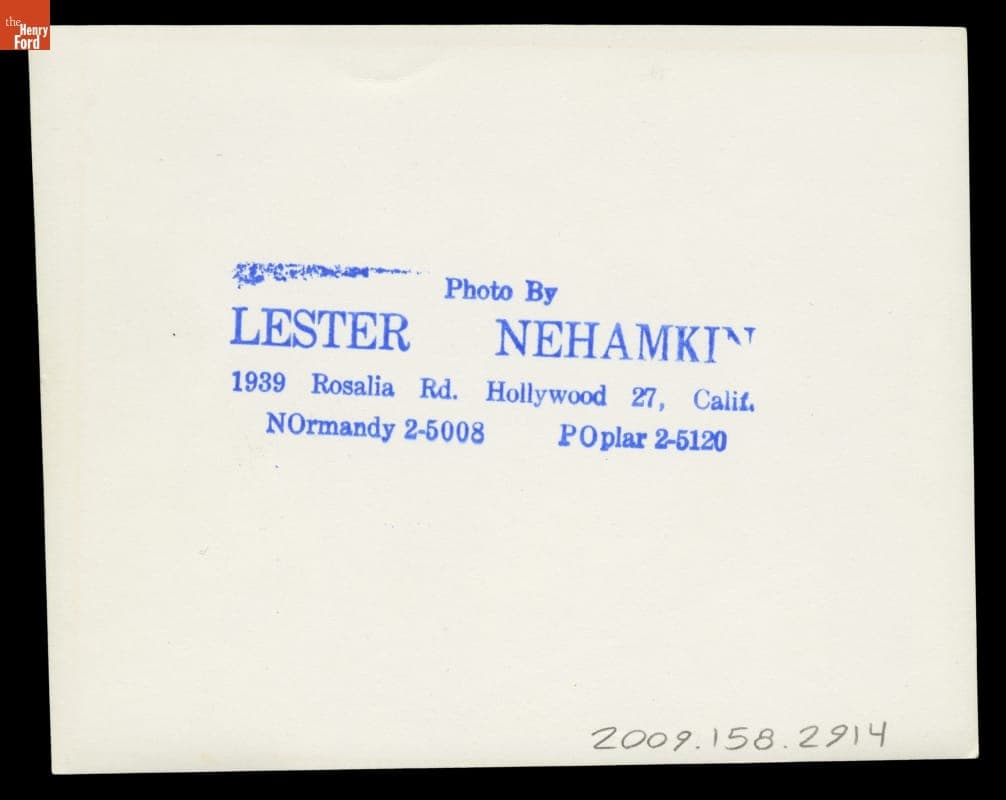 the
Henry
Ford
Photo By
LESTER NEHAMKIN
1939 Rosalia Rd. Hollywood 27, Calif.
NOrmandy 2-5008 POplar 2-5120
2009.158.2914